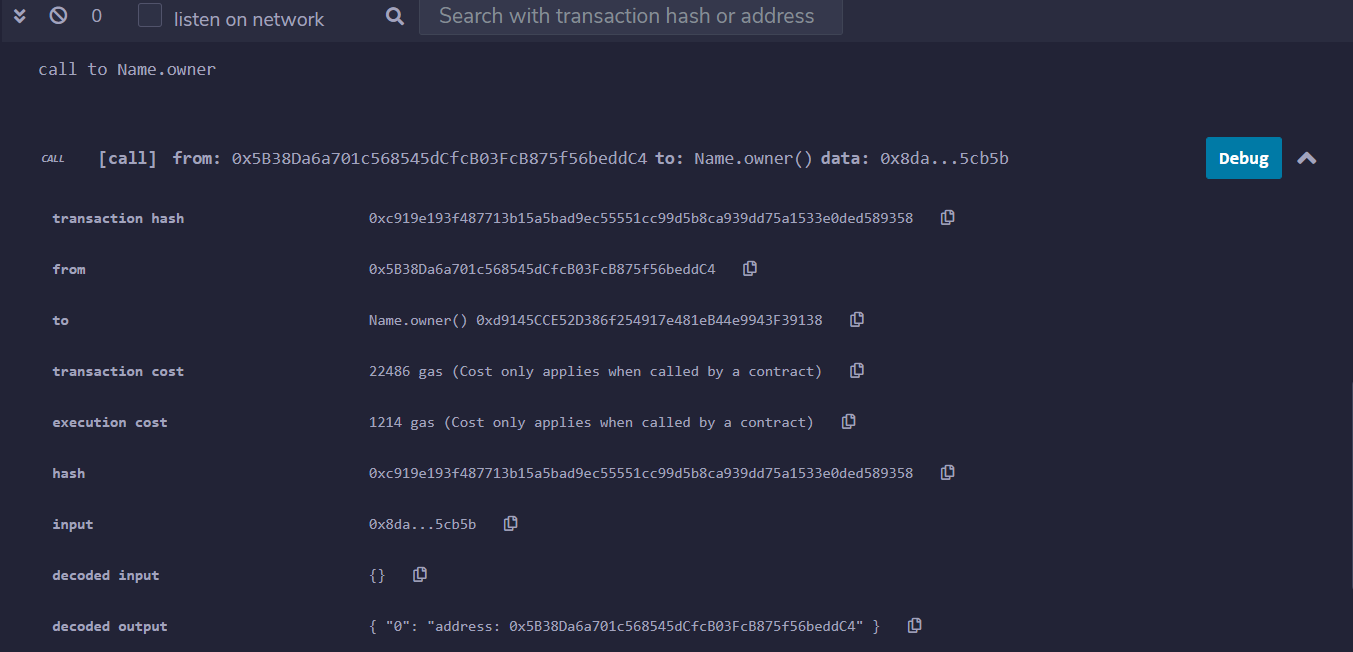 0 listen on network Search with transaction hash or address
call to Name.owner
CALL [call] from: 0x5B38Da6a701c568545dCfcB03FcB875f56beddC4 to: Name.owner() data: 0x8da...5cb5b Debug
transaction hash 0xc919e193f487713b15a5bad9ec55551cc99d5b8ca939dd75a1533e0ded589358
from 0x5B38Da6a701c568545dCfcB03FcB875f56beddC4
to Name.owner() 0xd9145CCE52D386f254917e481eB44e9943F39138
transaction cost 22486 gas (Cost only applies when called by a contract)
execution cost 1214 gas (Cost only applies when called by a contract)
hash 0xc919e193f487713b15a5bad9ec55551cc99d5b8ca939dd75a1533e0ded589358
input 0x8da...5cb5b
decoded input {}
decoded output { "0": "address: 0x5B38Da6a701c568545dCfcB03FcB875f56beddC4" }